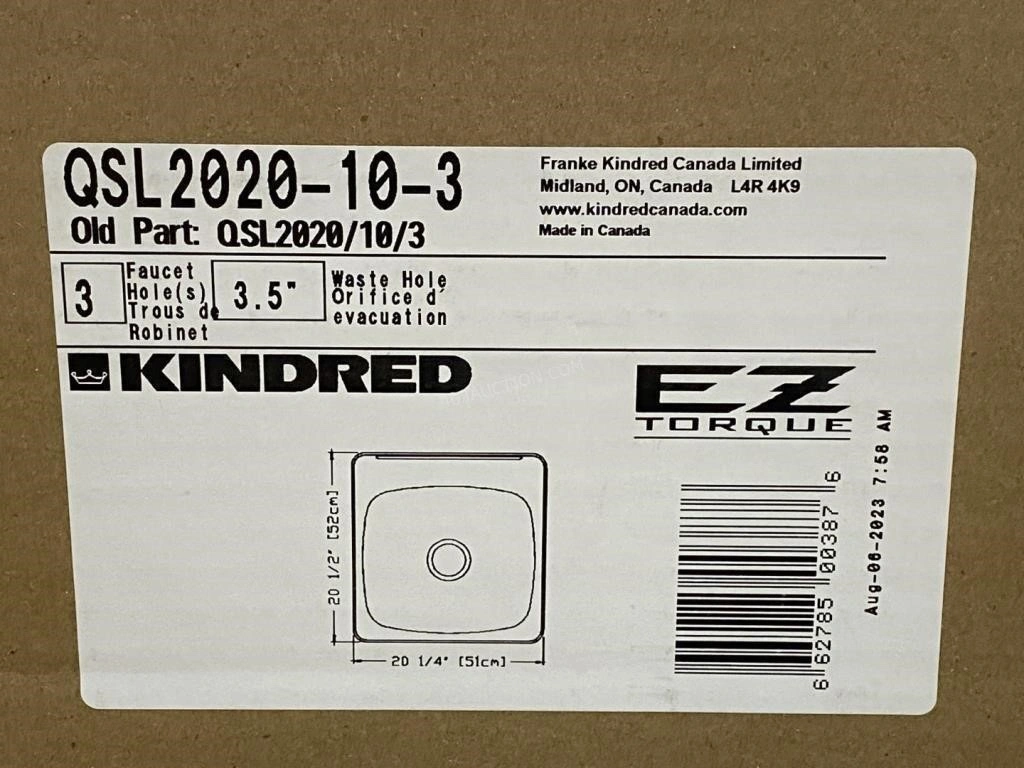 QSL2020-10-3
Old Part: QSL2020/10/3
Franke Kindred Canada Limited
Midland, ON, Canada L4R 4K9
www.kindredcanada.com
Made in Canada
3
Faucet
Hole(s)
Trous de
Robinet
3.5"
Waste Hole
Orifice d'
evacuation
KINDRED
EZ
TORQUE
20 1/2" [52cm]
20 1/4" [51cm]
6 62785 00387 6
Aug-06-2023 7:58 AM